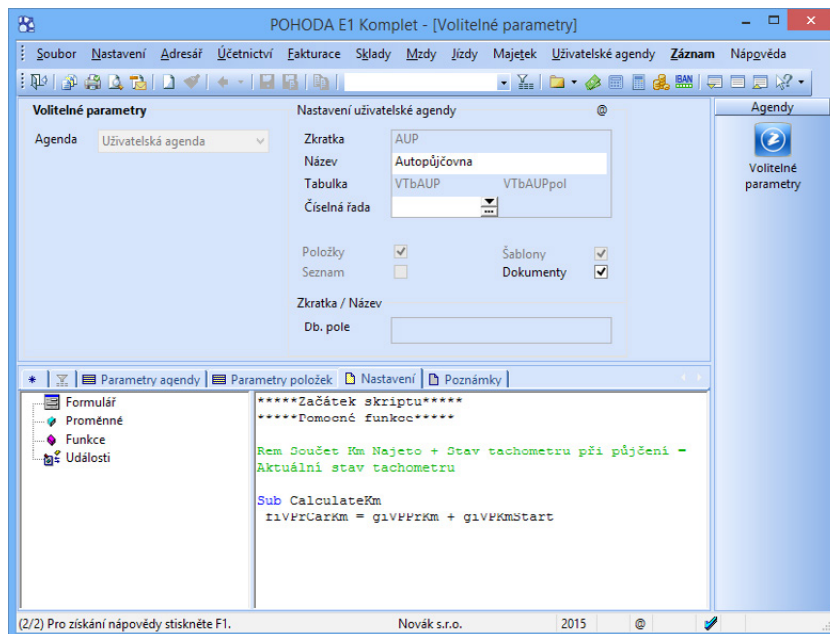 POHODA E1 Komplet - [Volitelné parametry]
Soubor Nastavení Adresář Účetnictví Fakturace Sklady Mzdy Jízdy Majetek Uživatelské agendy Záznam Nápověda
IBAN
Volitelné parametry
Agenda Uživatelská agenda
Nastavení uživatelské agendy @
Zkratka AUP
Název Autopůjčovna
Tabulka VTbAUP VTbAUPpol
Číselná řada
Položky Šablony
Seznam Dokumenty
Zkratka / Název
Db. pole
Agendy
Volitelné
parametry
Parametry agendy Parametry položek Nastavení Poznámky
Formulář
Proměnné
Funkce
Události
*****Začátek skriptu*****
*****Pomocné funkce*****
Rem Součet Km Najeto + Stav tachometru při půjčení =
Aktuální stav tachometru
Sub CalculateKm
fiVPrCarKm = giVPPrKm + giVPKmStart
(2/2) Pro získání nápovědy stiskněte F1. Novák s.r.o. 2015 @